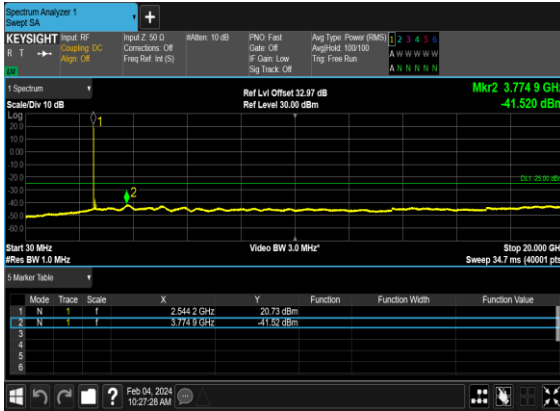 Spectrum Analyzer 1
Swept SA
+
KEYSIGHT
R T
LV
Input: RF
Coupling: DC
Align: Off
Input Z: 50 Ω
Corrections: Off
Freq Ref: Int (S)
#Atten: 10 dB
PNO: Fast
Gate: Off
IF Gain: Low
Sig Track: Off
Avg Type: Power (RMS)
Avg|Hold: 100/100
Trig: Free Run
1 2 3 4 5 6
A W W W W W
A N N N N N
1 Spectrum
Scale/Div 10 dB
Log
Ref Lvl Offset 32.97 dB
Ref Level 30.00 dBm
Mkr2 3.774 9 GHz
-41.520 dBm
20.0
10.0
0.00
-10.0
-20.0
-30.0
-40.0
-50.0
-60.0
1
2
Start 30 MHz
#Res BW 1.0 MHz
Video BW 3.0 MHz*
Stop 20.000 GH
Sweep 34.7 ms (40001 pts
5 Marker Table
Mode Trace Scale X Y Function Function Width Function Value
1 N 1 f 2.544 2 GHz 20.73 dBm
2 N 1 f 3.774 9 GHz -41.52 dBm
3
4
5
6
?
Feb 04, 2024
10:27:28 AM